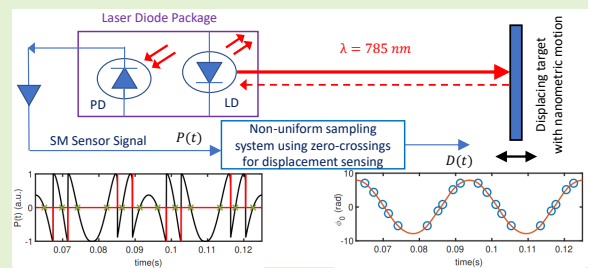 Laser Diode Package
λ = 785 nm
PD
LD
Displacing target
with nanometric motion
SM Sensor Signal
P(t)
Non-uniform sampling
system using zero-crossings
for displacement sensing
D(t)
P(t) (a.u.)
1
0
-1
0.07 0.08 0.09 0.1 0.11 0.12
time(s)
ϕ₀ (rad)
10
0
-10
0.07 0.08 0.09 0.1 0.11 0.12
time(s)